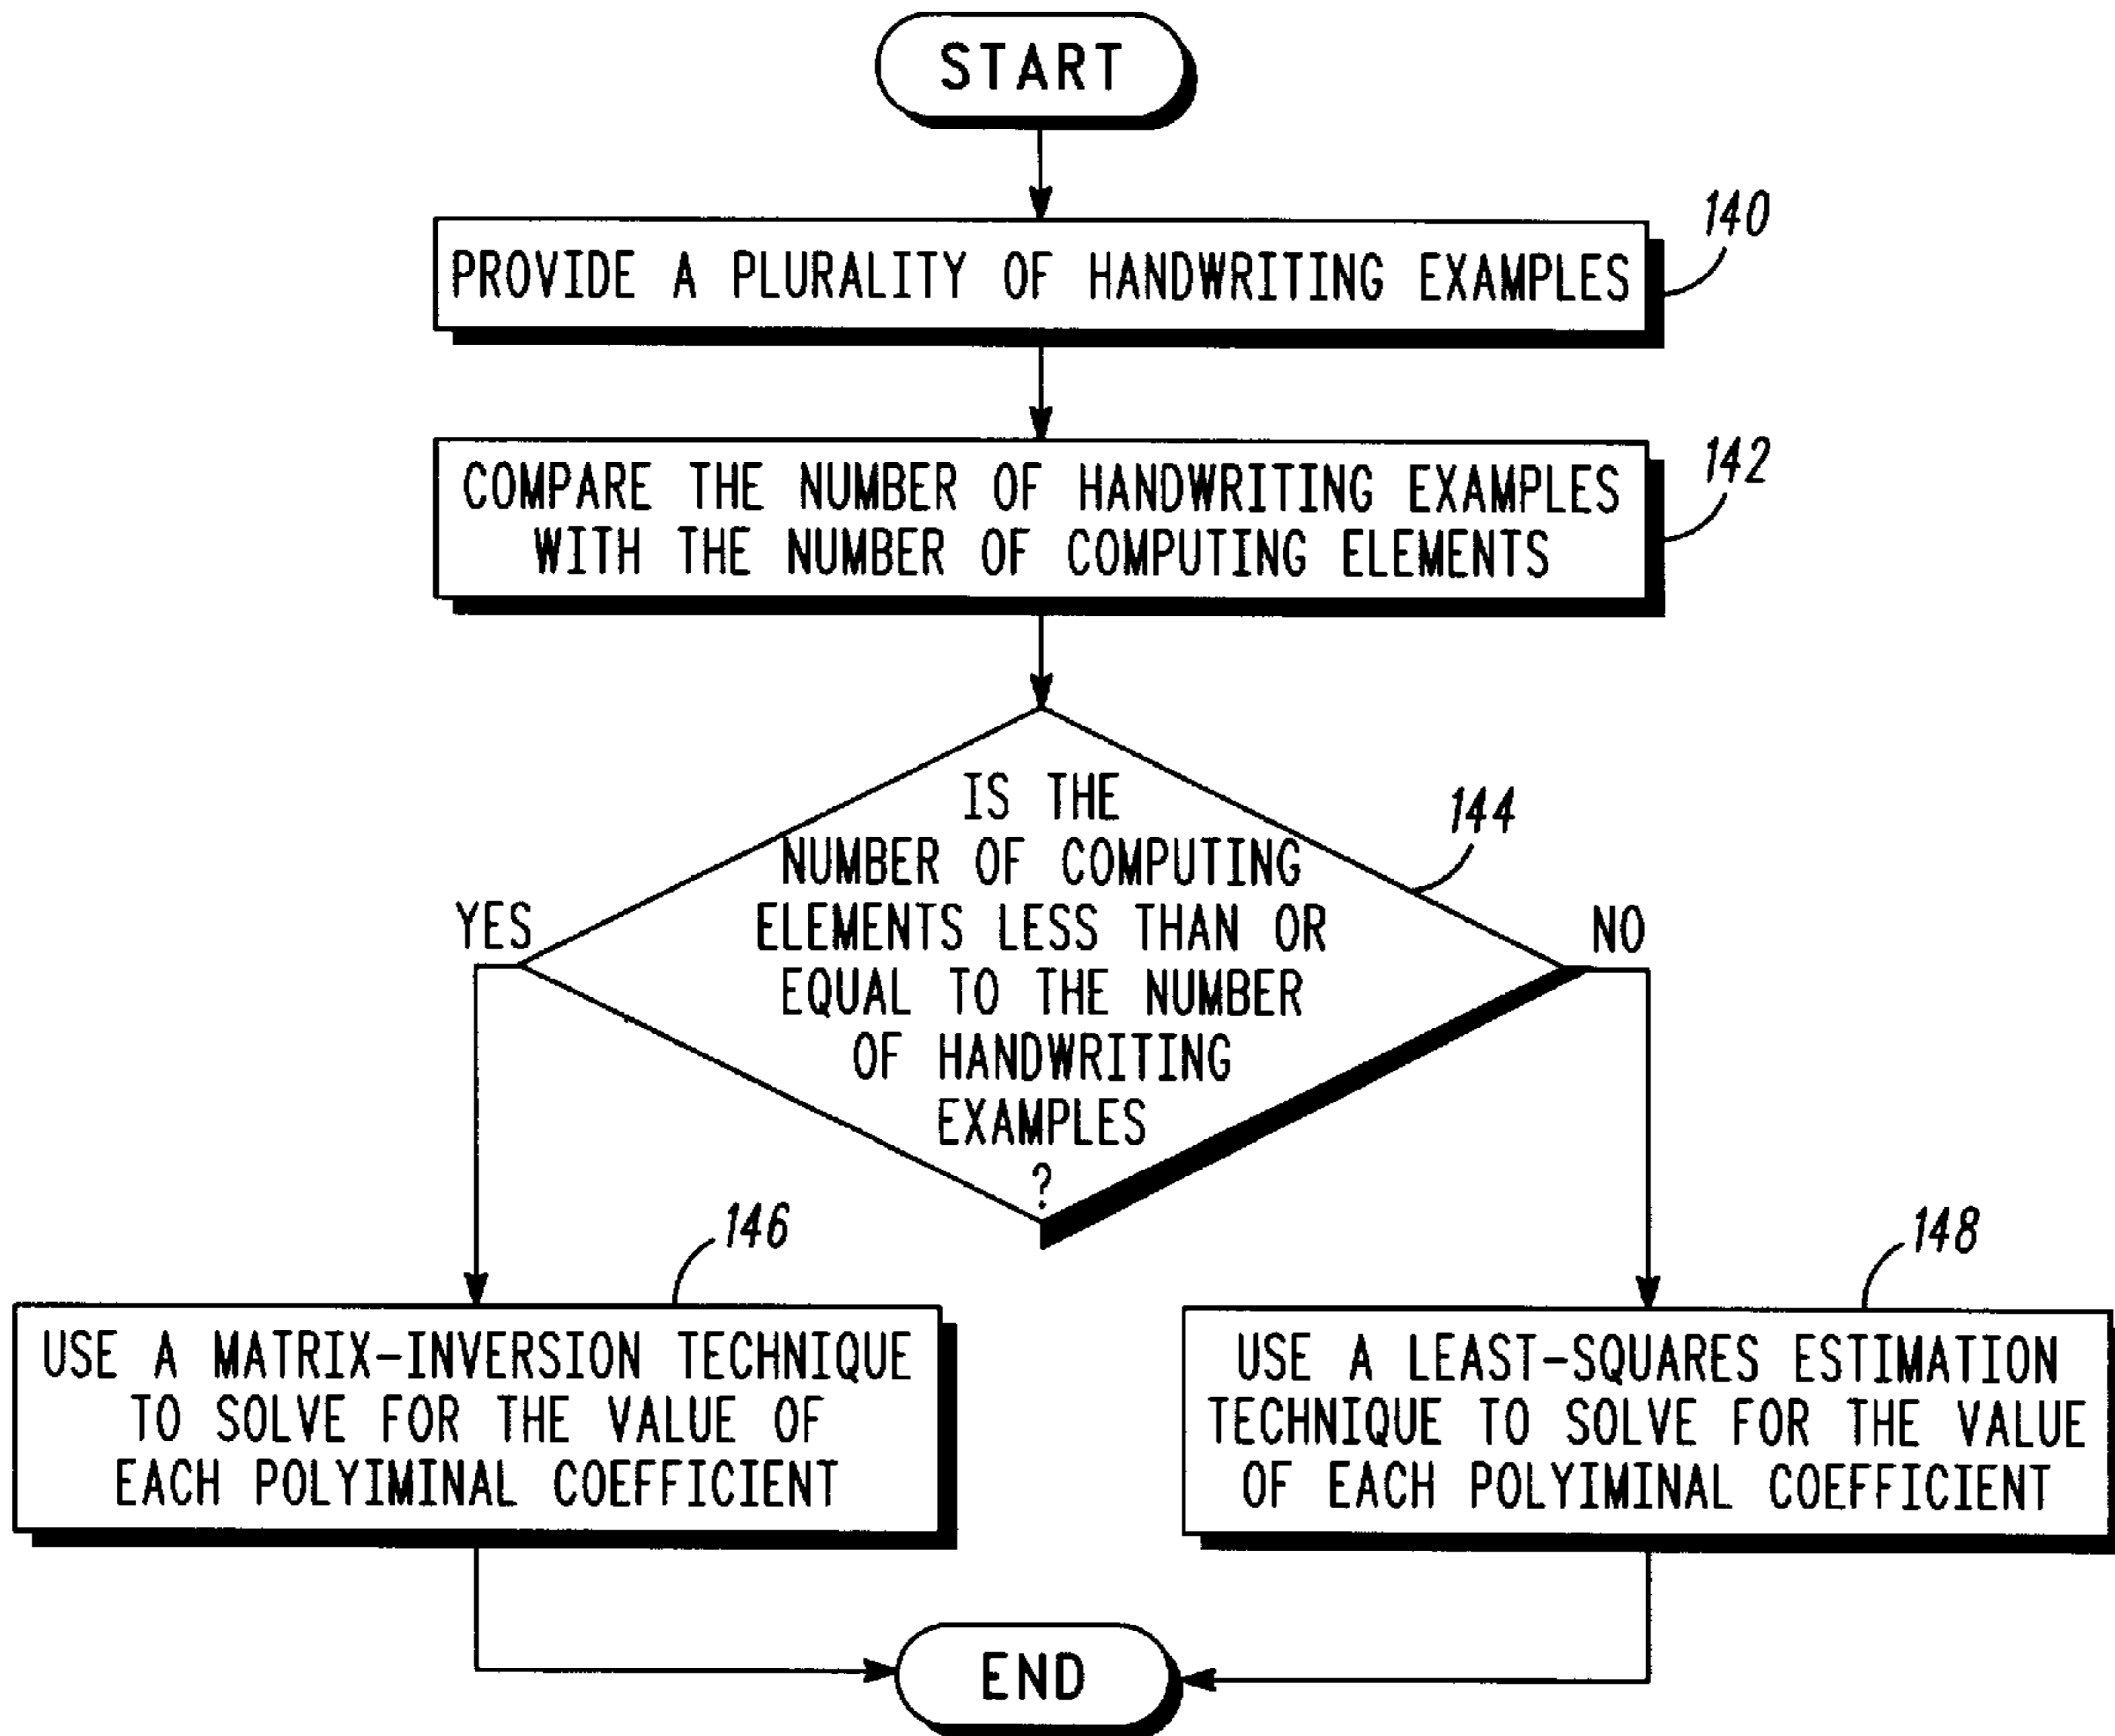 START
PROVIDE A PLURALITY OF HANDWRITING EXAMPLES
140
COMPARE THE NUMBER OF HANDWRITING EXAMPLES
WITH THE NUMBER OF COMPUTING ELEMENTS
142
IS THE
NUMBER OF COMPUTING
ELEMENTS LESS THAN OR
EQUAL TO THE NUMBER
OF HANDWRITING
EXAMPLES
?
144
YES
NO
146
USE A MATRIX-INVERSION TECHNIQUE
TO SOLVE FOR THE VALUE OF
EACH POLYIMINAL COEFFICIENT
148
USE A LEAST-SQUARES ESTIMATION
TECHNIQUE TO SOLVE FOR THE VALUE
OF EACH POLYIMINAL COEFFICIENT
END